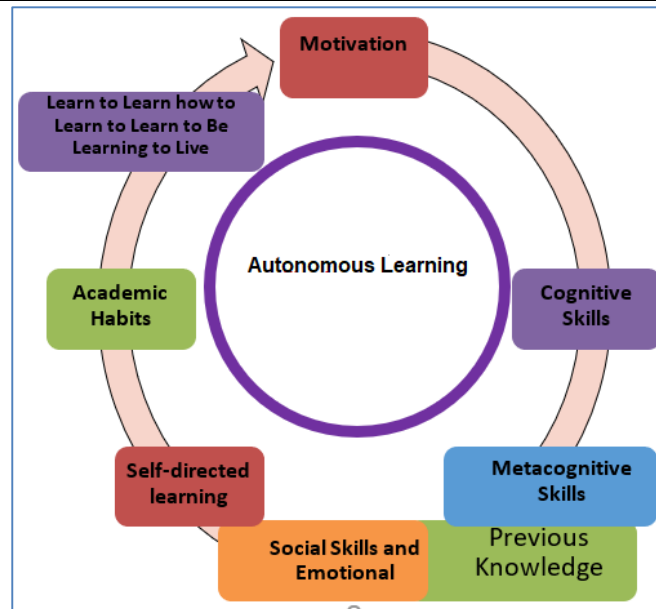 Motivation
Learn to Learn how to
Learn to Learn to Be
Learning to Live
Autonomous Learning
Academic
Habits
Cognitive
Skills
Self-directed
learning
Metacognitive
Skills
Social Skills and
Emotional
Previous
Knowledge